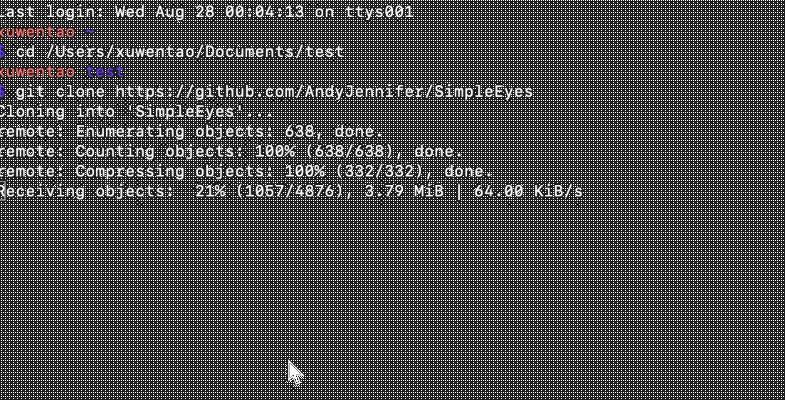 Last login: Wed Aug 28 00:04:13 on ttys001
xuwentao ~
$ cd /Users/xuwentao/Documents/test
xuwentao test
$ git clone https://github.com/AndyJennifer/SimpleEyes
Cloning into 'SimpleEyes'...
remote: Enumerating objects: 638, done.
remote: Counting objects: 100% (638/638), done.
remote: Compressing objects: 100% (332/332), done.
Receiving objects:  21% (1057/4876), 3.79 MiB | 64.00 KiB/s